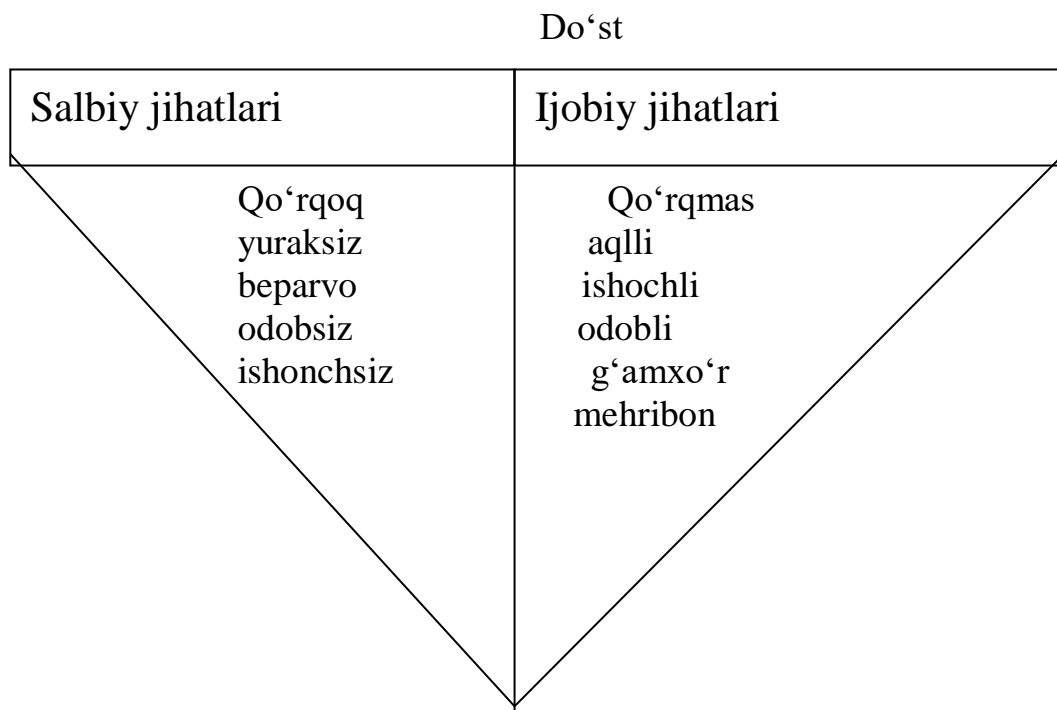 Do‘st
Salbiy jihatlari
Ijobiy jihatlari
Qo‘rqoq
yuraksiz
beparvo
odobsiz
ishonchsiz
Qo‘rqmas
aqlli
ishochli
odobli
g‘amxo‘r
mehribon